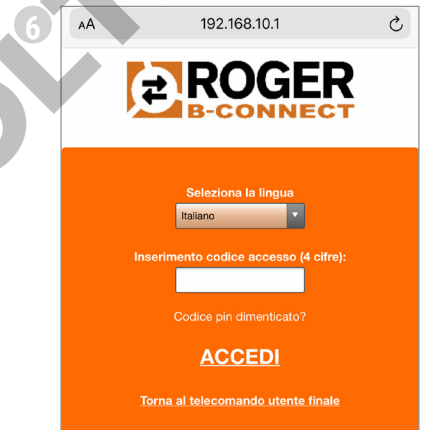 6
AA 192.168.10.1
ROGER
B-CONNECT
Seleziona la lingua
Italiano
Inserimento codice accesso (4 cifre):
Codice pin dimenticato?
ACCEDI
Torna al telecomando utente finale